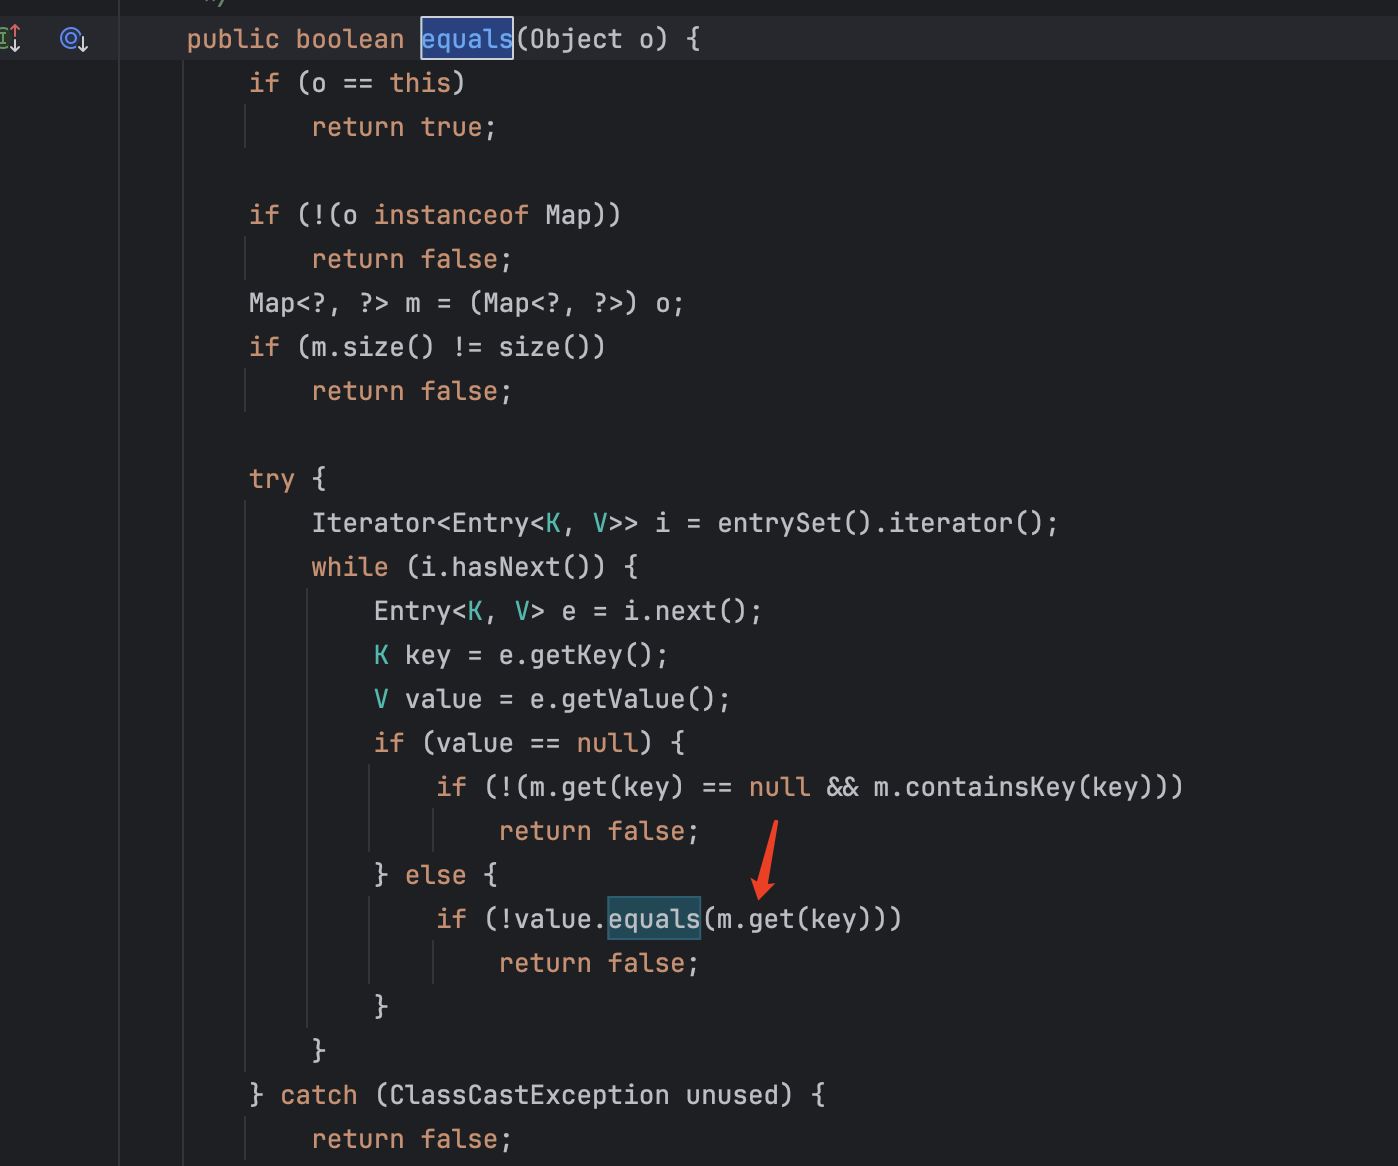 */
public boolean equals(Object o) {
if (o == this)
return true;
if (!(o instanceof Map))
return false;
Map<?, ?> m = (Map<?, ?>) o;
if (m.size() != size())
return false;
try {
Iterator<Entry<K, V>> i = entrySet().iterator();
while (i.hasNext()) {
Entry<K, V> e = i.next();
K key = e.getKey();
V value = e.getValue();
if (value == null) {
if (!(m.get(key) == null && m.containsKey(key)))
return false;
} else {
if (!value.equals(m.get(key)))
return false;
}
}
} catch (ClassCastException unused) {
return false;